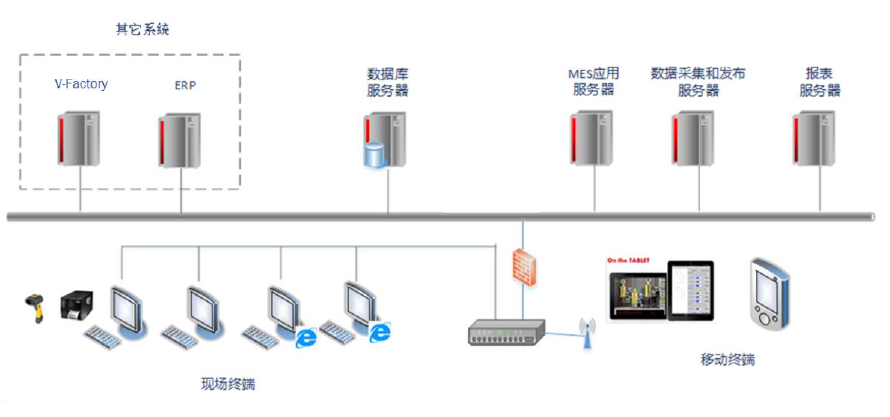 其它系统
V-Factory
ERP
数据库
服务器
MES应用
服务器
数据采集和发布
服务器
报表
服务器
On the TABLET
现场终端
移动终端